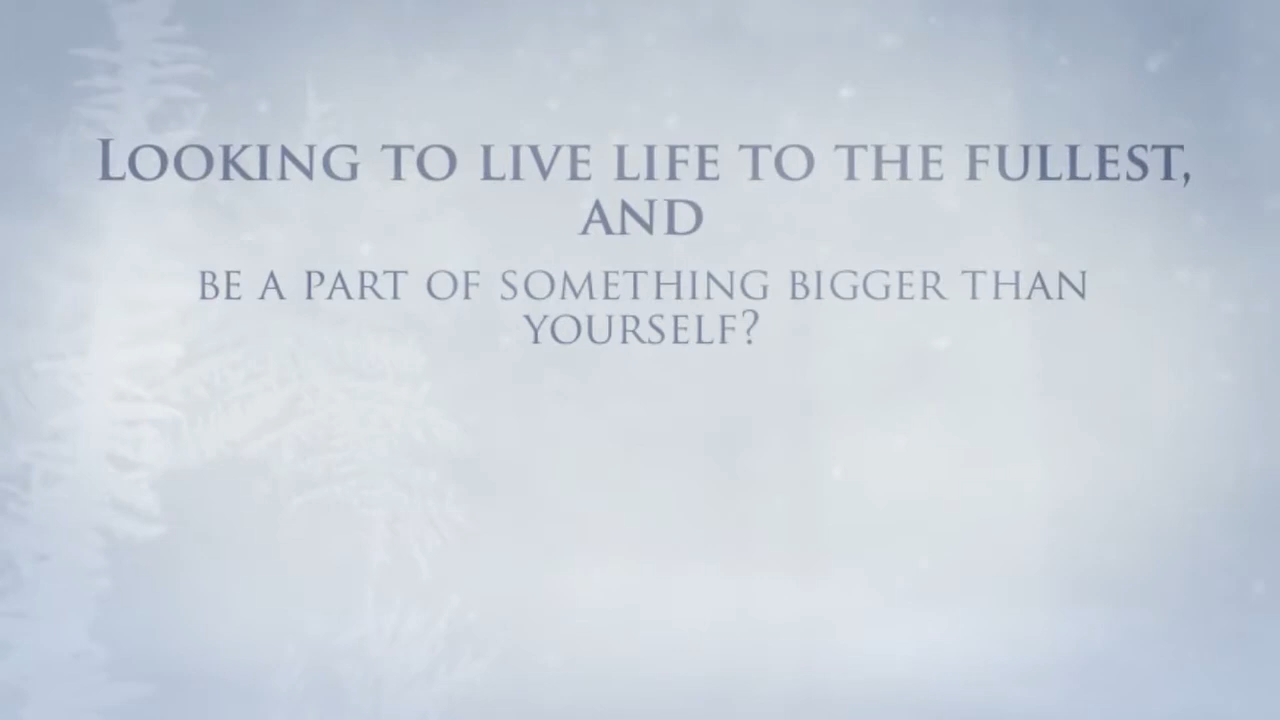 Looking to live life to the fullest,
and
be a part of something bigger than
yourself?